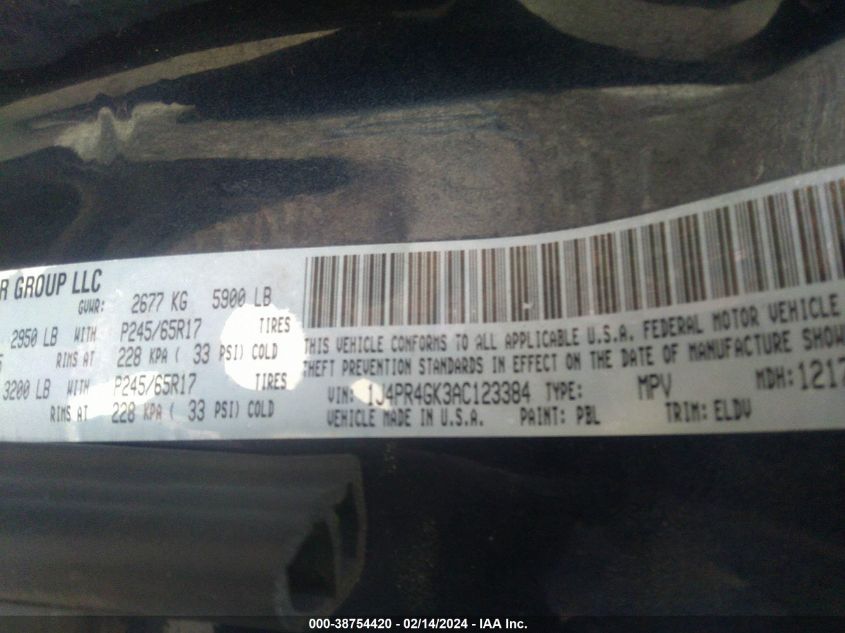 R GROUP LLC
GVWR: 2677 KG 5900 LB
2950 LB WITH P245/65R17 TIRES
RIMS AT 228 KPA ( 33 PSI) COLD
3200 LB WITH P245/65R17 TIRES
RIMS AT 228 KPA ( 33 PSI) COLD
THIS VEHICLE CONFORMS TO ALL APPLICABLE U.S.A. FEDERAL MOTOR VEHICLE
THEFT PREVENTION STANDARDS IN EFFECT ON THE DATE OF MANUFACTURE SHOW
VIN: 1J4PR4GK3AC123384 TYPE: MPV MDH: 1217
VEHICLE MADE IN U.S.A. PAINT: PBL TRIM: ELDV
000-38754420 - 02/14/2024 - IAA Inc.